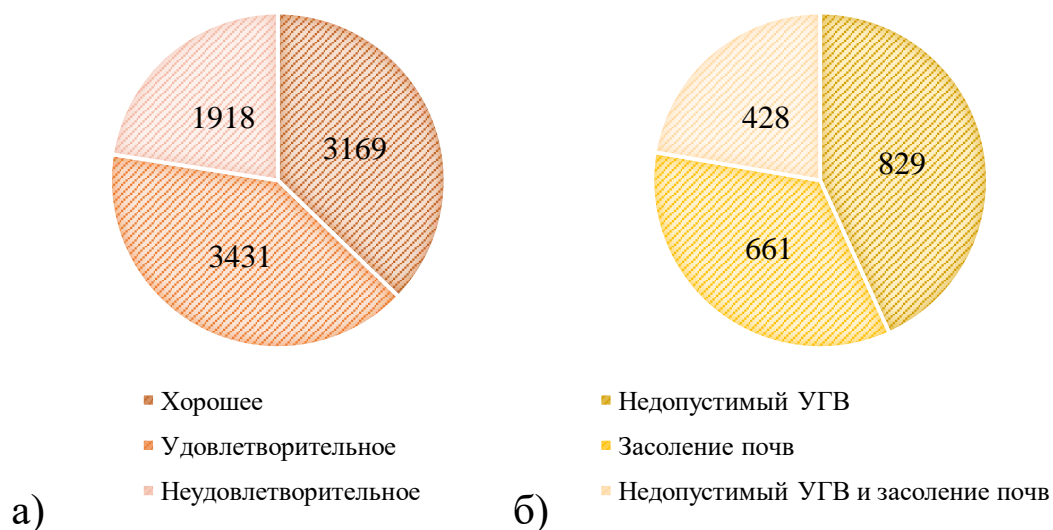 1918
3169
3431
428
829
661
Хорошее
Удовлетворительное
Неудовлетворительное
а)
Недопустимый УГВ
Засоление почв
Недопустимый УГВ и засоление почв
б)